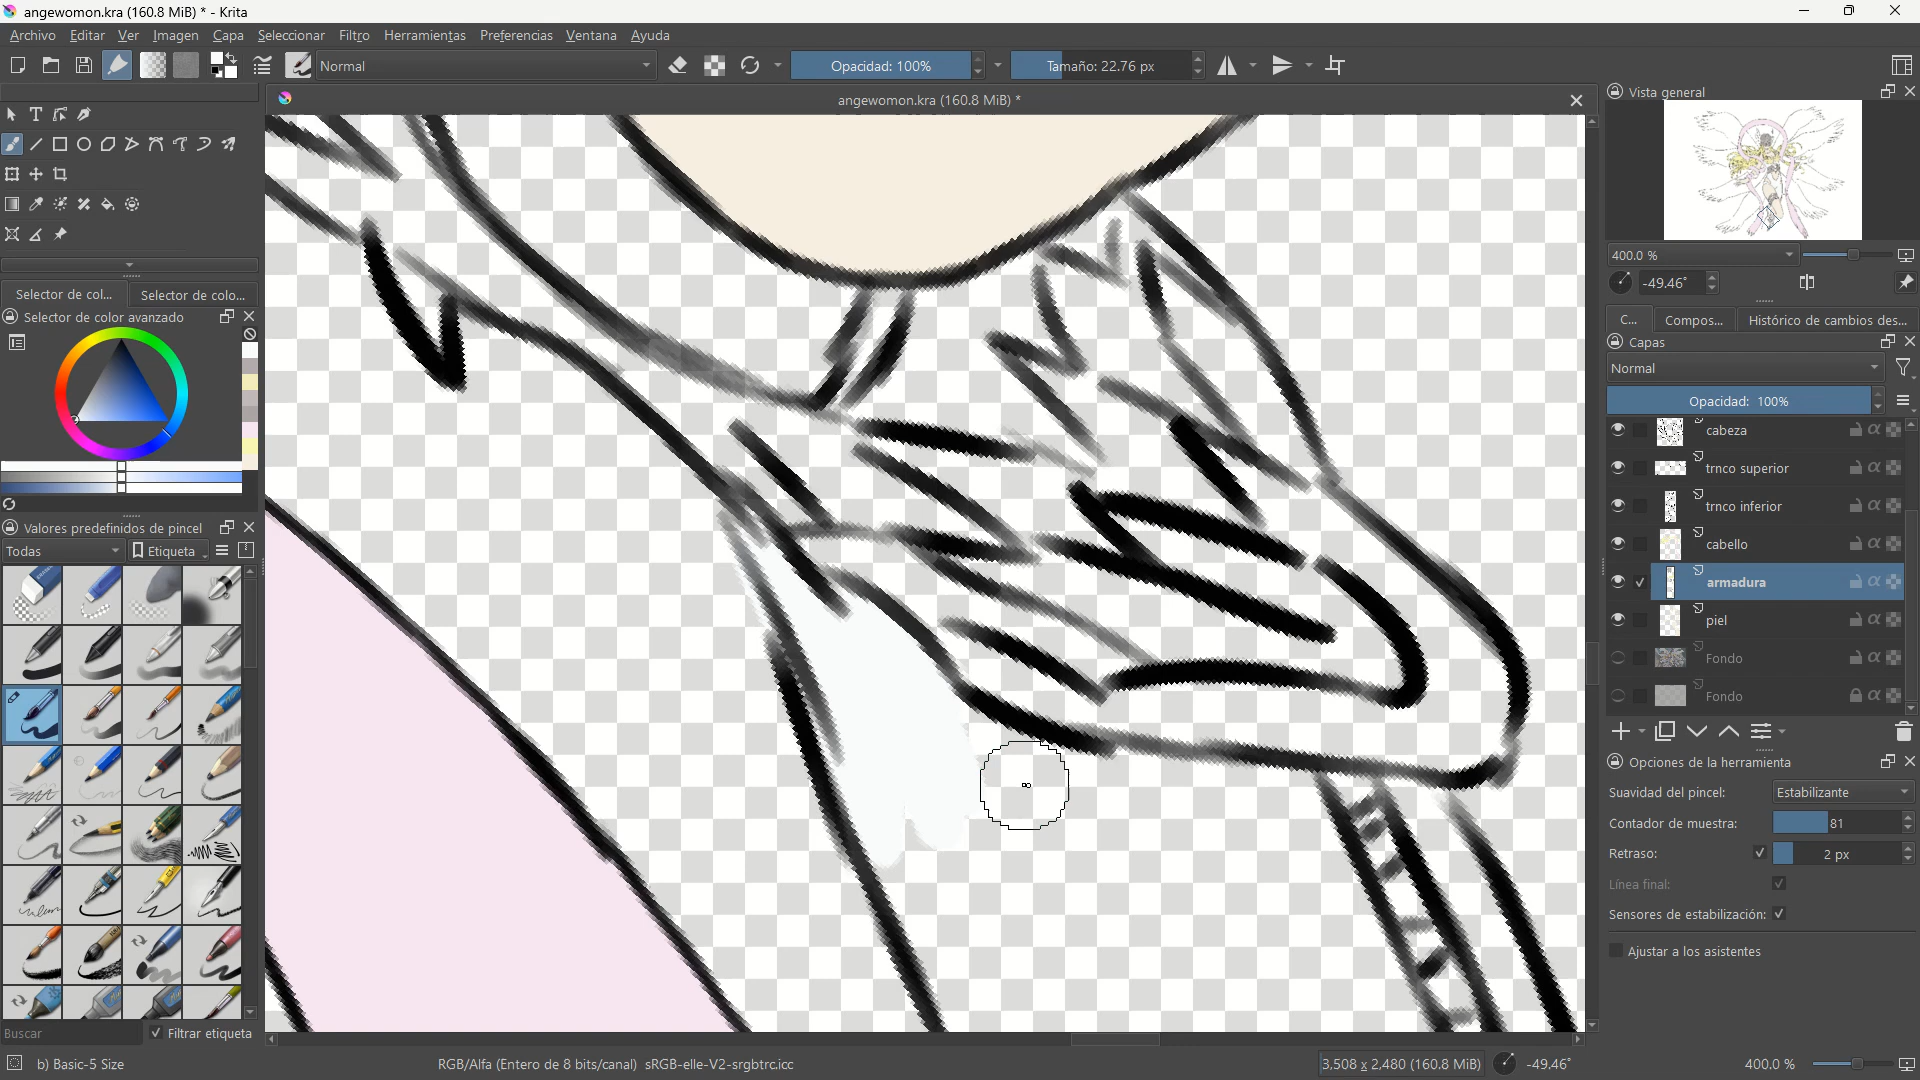 angewomon.kra (160.8 MiB) * - Krita
Archivo Editar Ver Imagen Capa Seleccionar Filtro Herramientas Preferencias Ventana Ayuda
Normal
Opacidad: 100%
Tamaño: 22.76 px
angewomon.kra (160.8 MiB) *
Selector de col...
Selector de colo...
Selector de color avanzado
Valores predefinidos de pincel
Todas
Etiqueta
Buscar
Filtrar etiqueta
Vista general
400.0 %
-49.46°
C...
Compos...
Histórico de cambios des...
Capas
Normal
Opacidad: 100%
cabeza
trnco superior
trnco inferior
cabello
armadura
piel
Fondo
Fondo
Opciones de la herramienta
Suavidad del pincel: Estabilizante
Contador de muestra: 81
Retraso: 2 px
Línea final:
Sensores de estabilización:
Ajustar a los asistentes
b) Basic-5 Size
RGB/Alfa (Entero de 8 bits/canal) sRGB-elle-V2-srgbtrc.icc
3,508 x 2,480 (160.8 MiB)
-49.46°
400.0 %